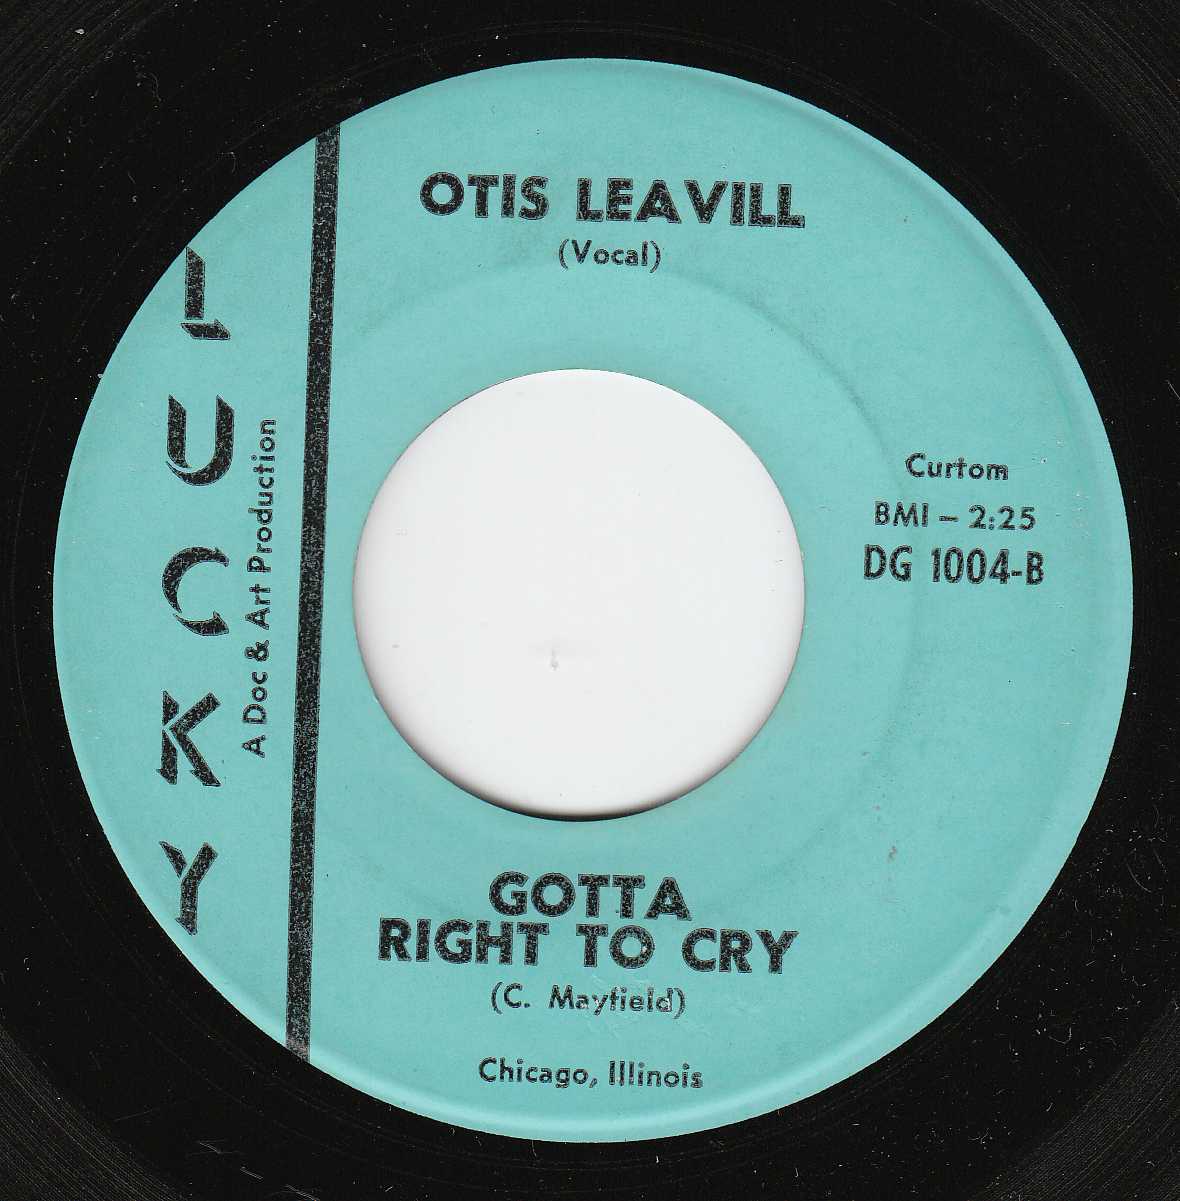 OTIS LEAVILL
(Vocal)
LUCKY
A Doc & Art Production
Curtom
BMI – 2:25
DG 1004-B
GOTTA
RIGHT TO CRY
(C. Mayfield)
Chicago, Illinois